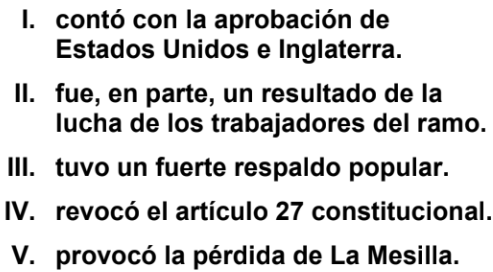 I. contó con la aprobación de
Estados Unidos e Inglaterra.
II. fue, en parte, un resultado de la
lucha de los trabajadores del ramo.
III. tuvo un fuerte respaldo popular.
IV. revocó el artículo 27 constitucional.
V. provocó la pérdida de La Mesilla.